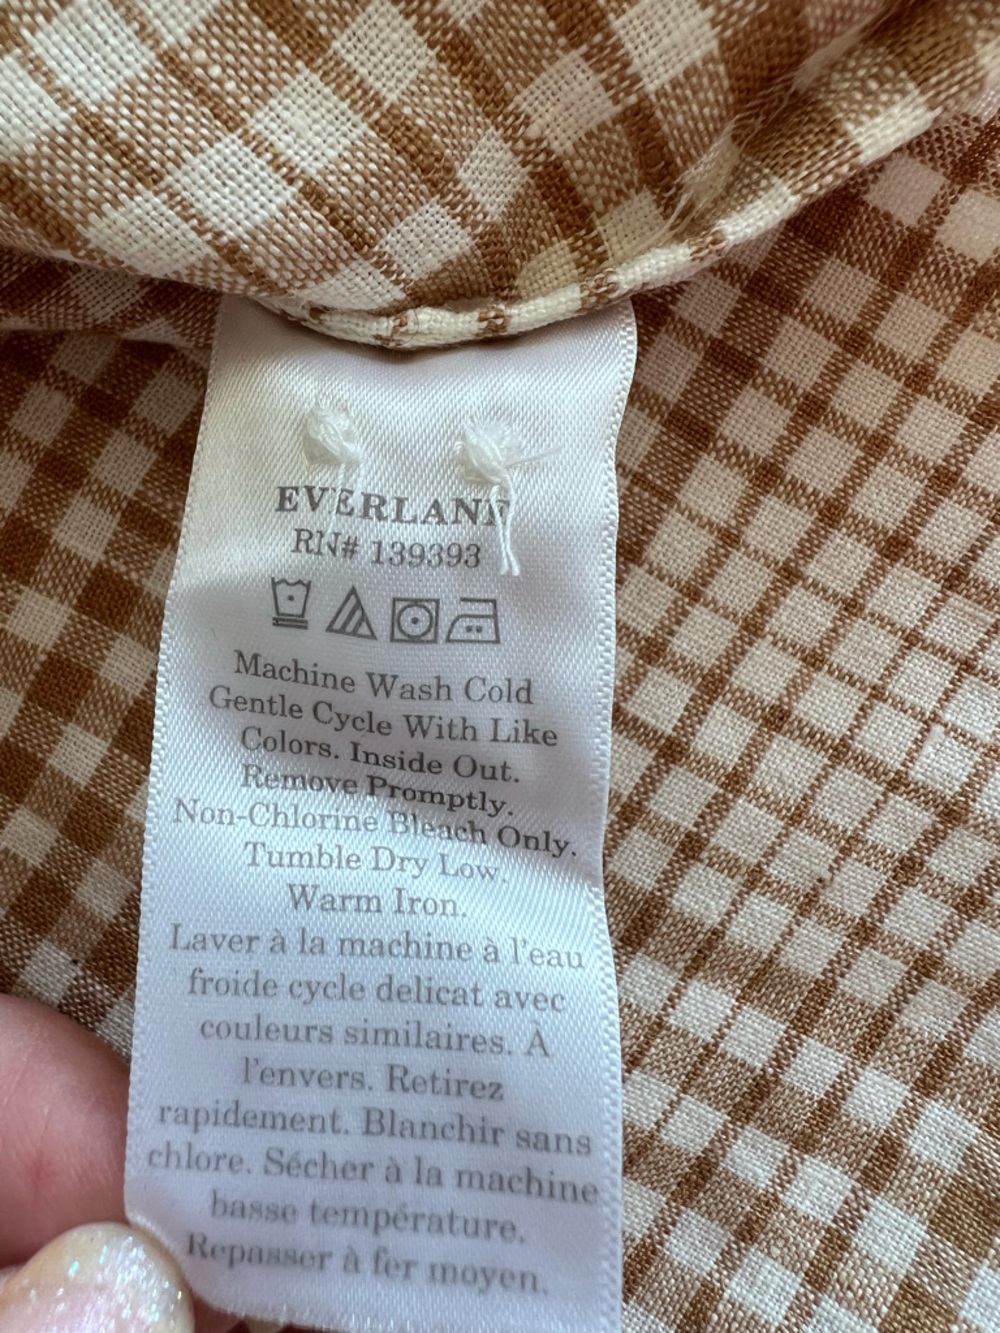 EVERLANE
RN# 139393
Machine Wash Cold
Gentle Cycle With Like
Colors. Inside Out.
Remove Promptly.
Non-Chlorine Bleach Only.
Tumble Dry Low.
Warm Iron.
Laver à la machine à l'eau
froide cycle delicat avec
couleurs similaires. À
l'envers. Retirez
rapidement. Blanchir sans
chlore. Sécher à la machine
basse température.
Repasser à fer moyen.